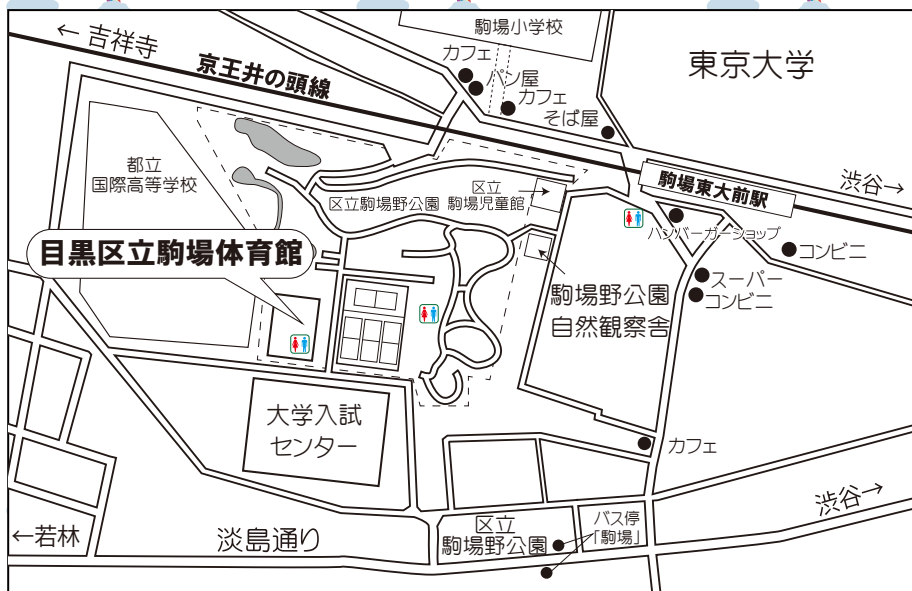 駒場小学校
← 吉祥寺
カフェ
パン屋
東京大学
京王井の頭線
カフェ
そば屋
都立
国際高等学校
駒場東大前駅
渋谷→
区立
区立駒場野公園 駒場児童館
ハンバーガーショップ
目黒区立駒場体育館
コンビニ
スーパー
コンビニ
駒場野公園
自然観察舎
大学入試
センター
カフェ
渋谷→
←若林
淡島通り
区立
駒場野公園
バス停
「駒場」